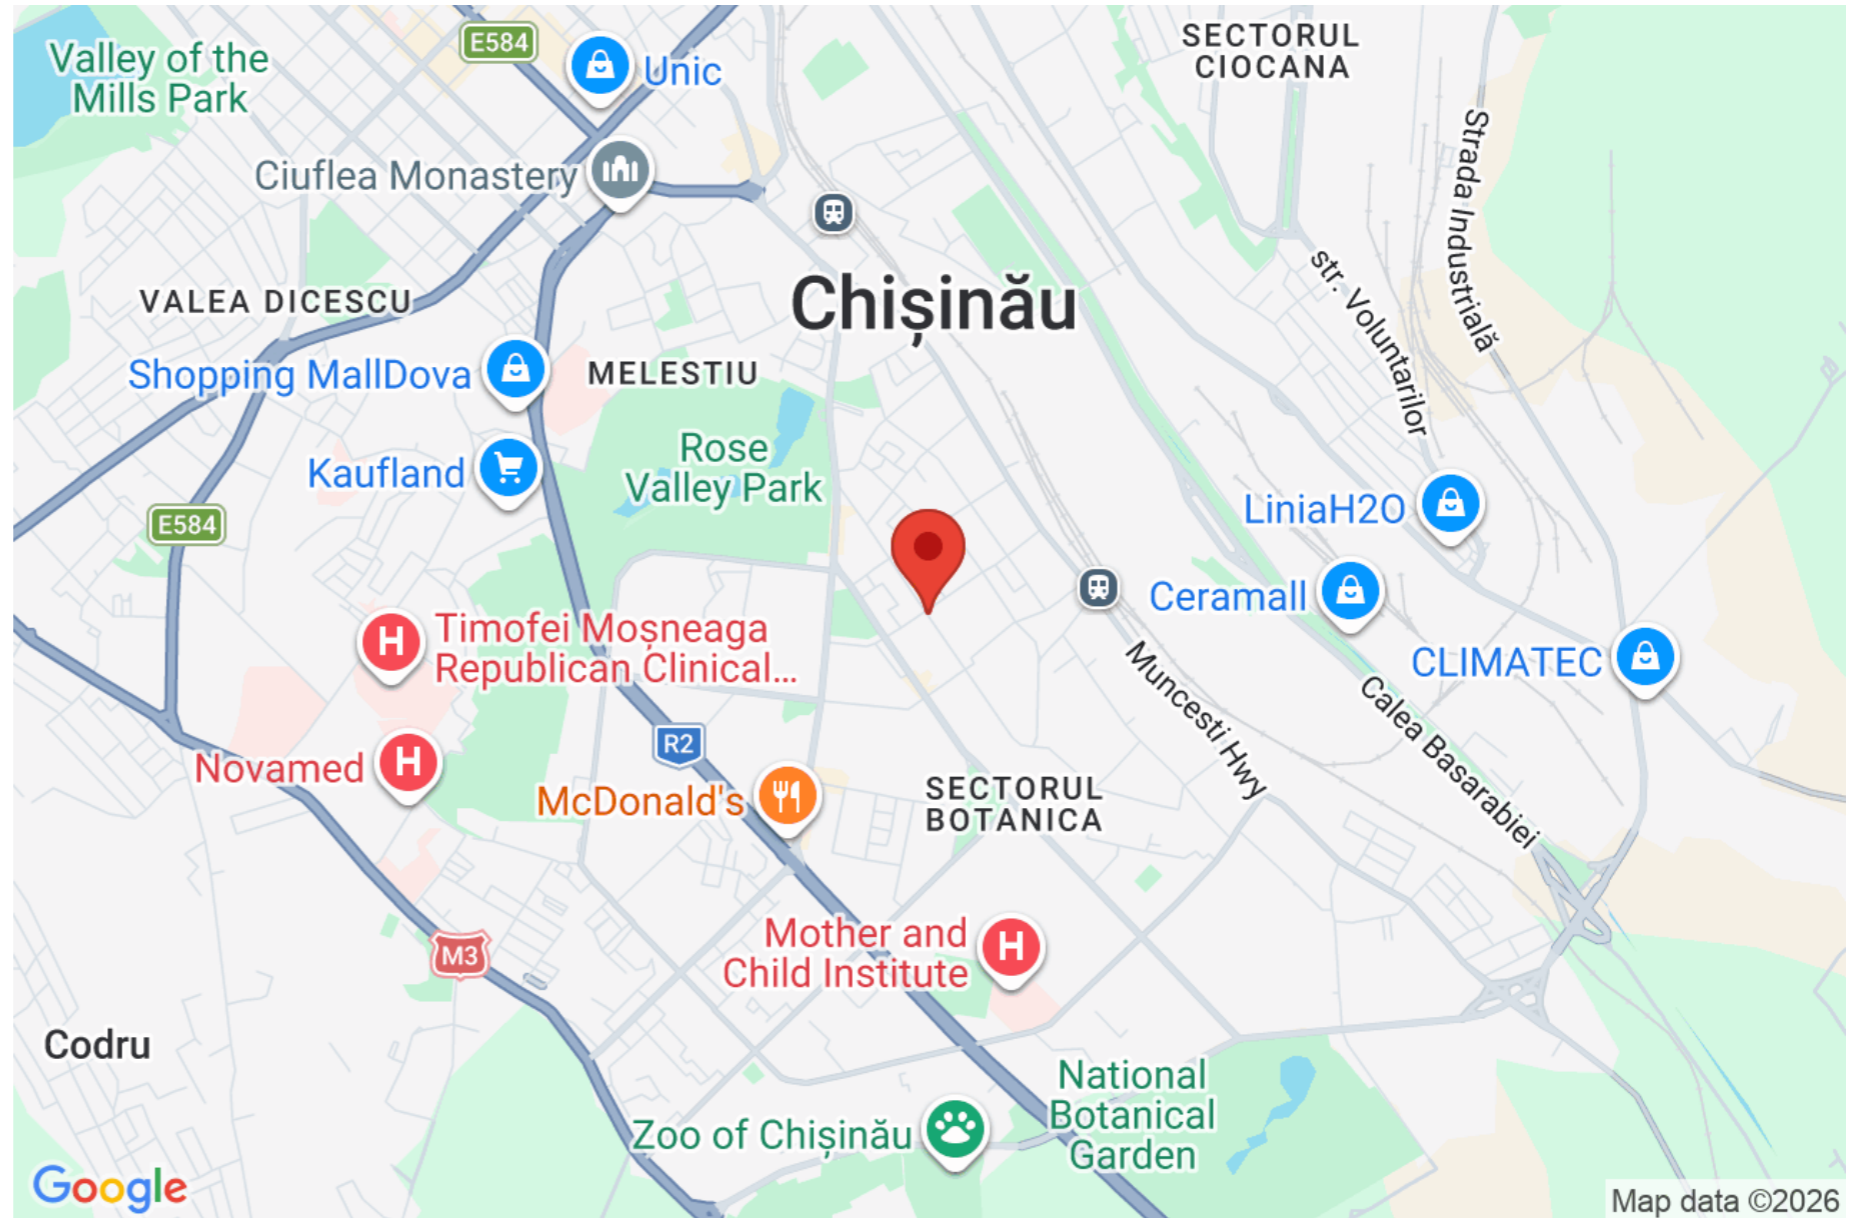 Valley of the
Mills Park
E584
Unic
SECTORUL
CIOCANA
Ciuflea Monastery
Strada Industrială
VALEA DICESCU
Chișinău
str. Voluntarilor
Shopping MallDova
MELESTIU
Kaufland
Rose
Valley Park
E584
LiniaH2O
Ceramall
Timofei Moșneaga
Republican Clinical...
CLIMATEC
Muncesti Hwy
Calea Basarabiei
R2
Novamed
McDonald's
SECTORUL
BOTANICA
M3
Mother and
Child Institute
Codru
National
Botanical
Garden
Zoo of Chișinău
Google
Map data ©2026